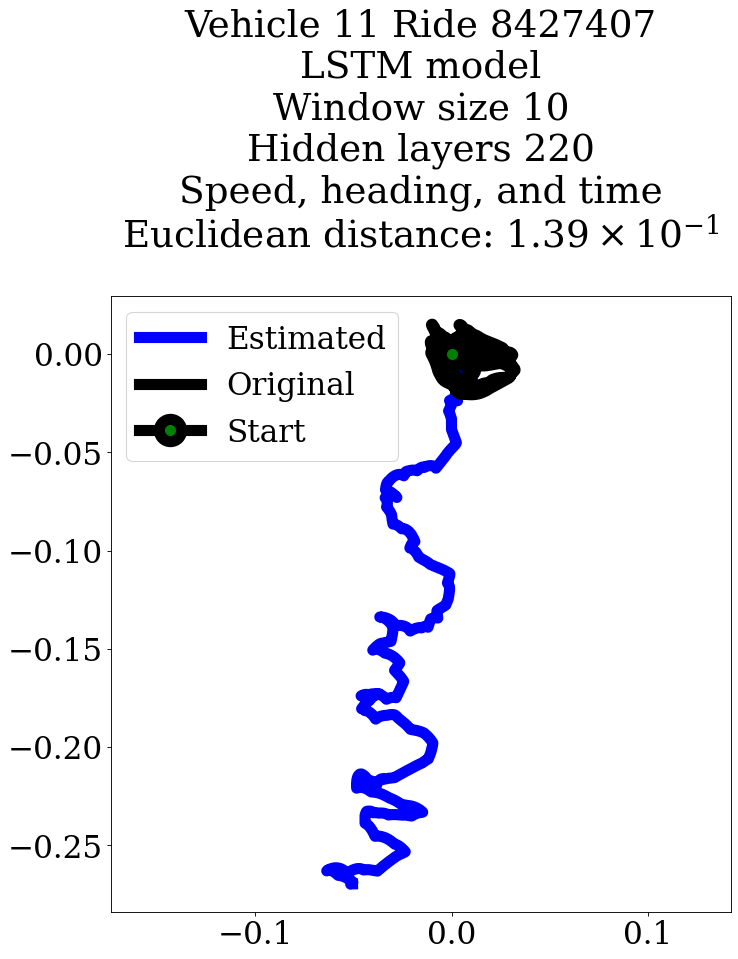 Vehicle 11 Ride 8427407
LSTM model
Window size 10
Hidden layers 220
Speed, heading, and time
Euclidean distance: 1.39 × 10⁻¹
Estimated
Original
Start
0.00
−0.05
−0.10
−0.15
−0.20
−0.25
−0.1 0.0 0.1